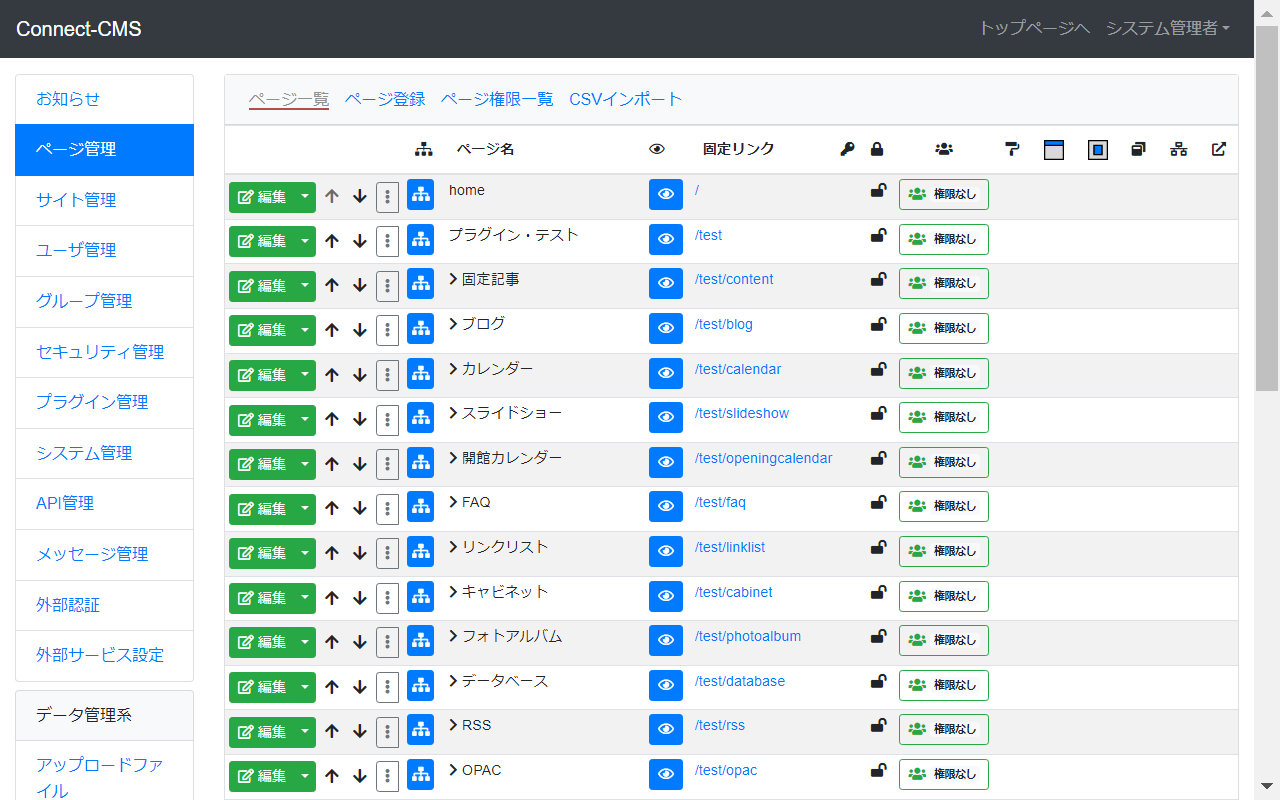 Connect-CMS
トップページへ システム管理者
お知らせ
ページ管理
サイト管理
ユーザ管理
グループ管理
セキュリティ管理
プラグイン管理
システム管理
API管理
メッセージ管理
外部認証
外部サービス設定
データ管理系
アップロードファ
イル
ページ一覧 ページ登録 ページ権限一覧 CSVインポート
ページ名 固定リンク
編集 home / 権限なし
編集 プラグイン・テスト /test 権限なし
編集 固定記事 /test/content 権限なし
編集 ブログ /test/blog 権限なし
編集 カレンダー /test/calendar 権限なし
編集 スライドショー /test/slideshow 権限なし
編集 開館カレンダー /test/openingcalendar 権限なし
編集 FAQ /test/faq 権限なし
編集 リンクリスト /test/linklist 権限なし
編集 キャビネット /test/cabinet 権限なし
編集 フォトアルバム /test/photoalbum 権限なし
編集 データベース /test/database 権限なし
編集 RSS /test/rss 権限なし
編集 OPAC /test/opac 権限なし